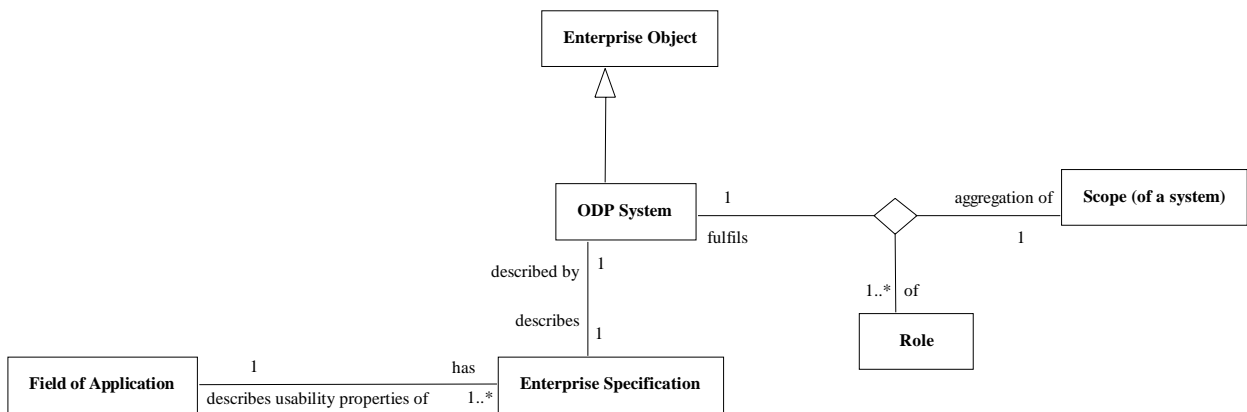 Enterprise Object
ODP System
1
fulfils
aggregation of
1
Scope (of a system)
described by
1
1..* of
Role
describes
1
Field of Application
1
has
describes usability properties of
1..*
Enterprise Specification